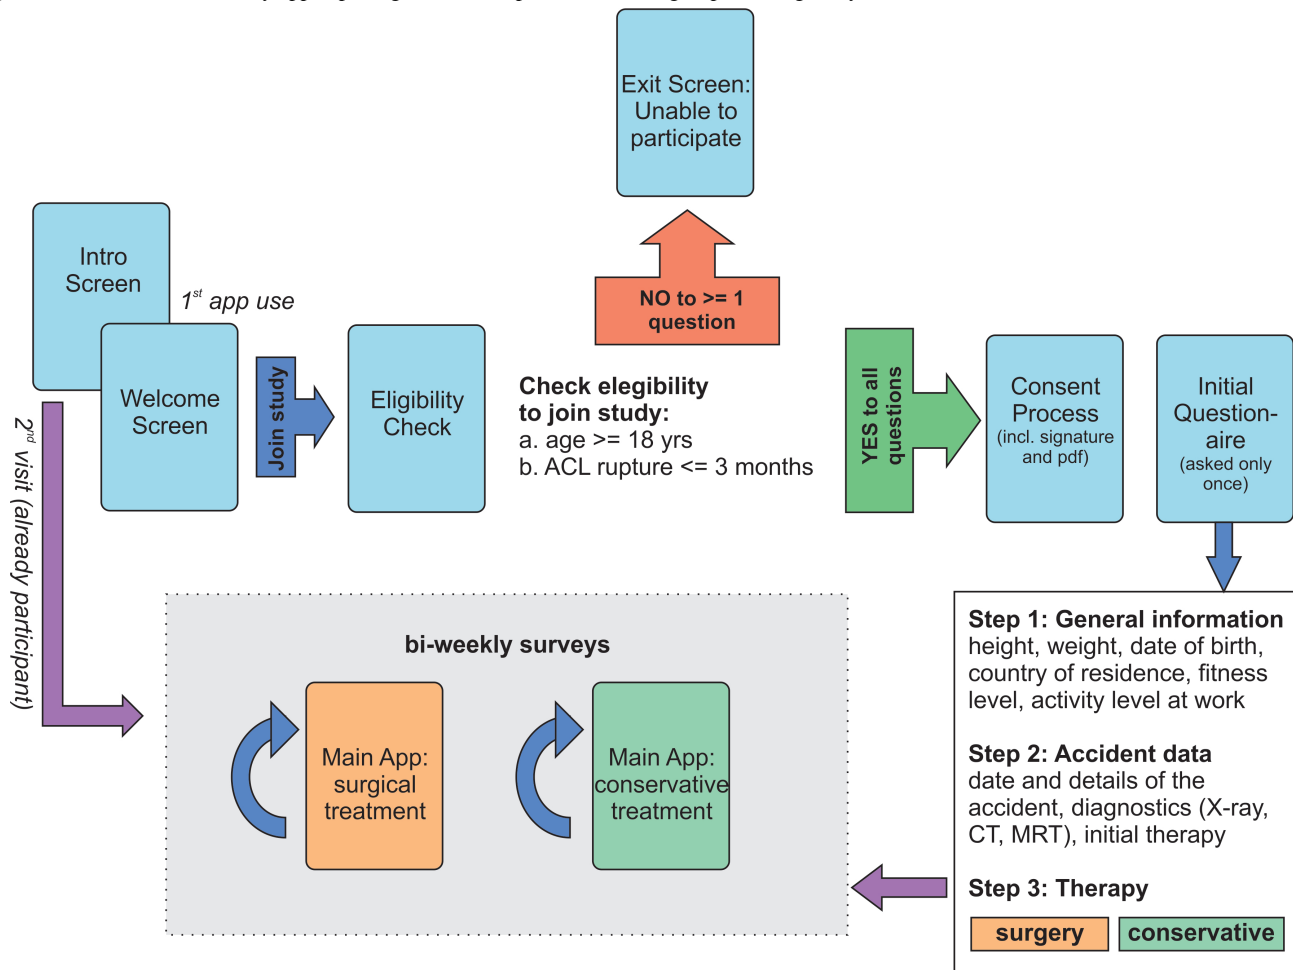 Exit Screen:
Unable to
participate
Intro
Screen
1st app use
NO to >= 1
question
Welcome
Screen
Join study
Eligibility
Check
Check elegibility
to join study:
a. age >= 18 yrs
b. ACL rupture <= 3 months
YES to all
questions
Consent
Process
(incl. signature
and pdf)
Initial
Question-
aire
(asked only
once)
2nd visit (already participant)
bi-weekly surveys
Main App:
surgical
treatment
Main App:
conservative
treatment
Step 1: General information
height, weight, date of birth,
country of residence, fitness
level, activity level at work
Step 2: Accident data
date and details of the
accident, diagnostics (X-ray,
CT, MRT), initial therapy
Step 3: Therapy
surgery
conservative